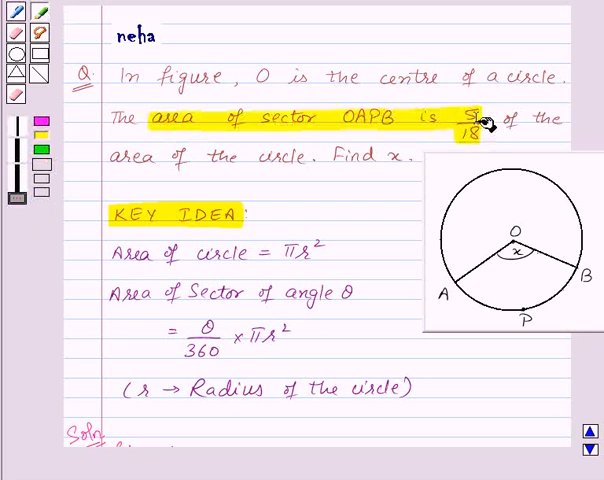 neha
Q. In figure, O is the centre of a circle.
The area of sector OAPB is 5/18 of the
area of the circle. Find x.
KEY IDEA:
Area of circle = πr²
Area of Sector of angle θ
= θ/360 × πr²
(r → Radius of the circle)
Soln
O
x
A
B
P